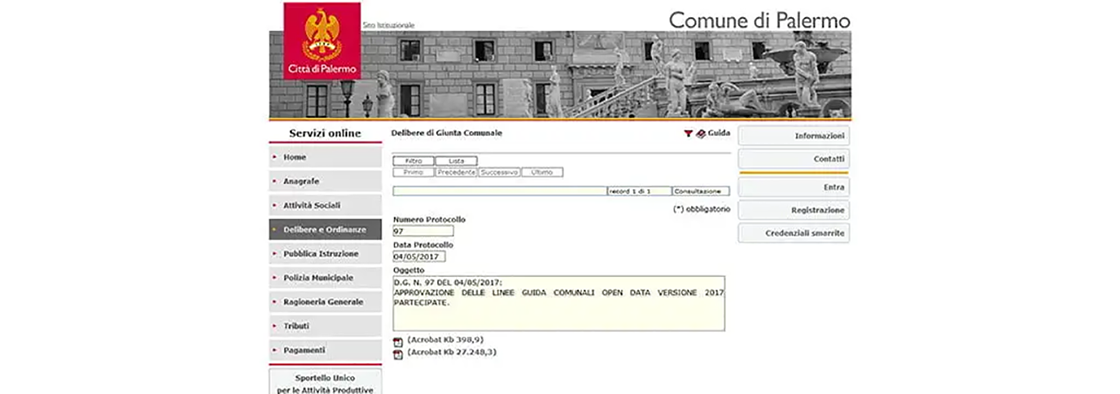 Sito Istituzionale
Comune di Palermo
Città di Palermo
Servizi online
Home
Anagrafe
Attività Sociali
Delibere e Ordinanze
Pubblica Istruzione
Polizia Municipale
Ragioneria Generale
Tributi
Pagamenti
Sportello Unico
per le Attività Produttive
Delibere di Giunta Comunale
Guida
Filtro Lista
Primo Precedente Successivo Ultimo
record 1 di 1 Consultazione
(*) obbligatorio
Numero Protocollo
97
Data Protocollo
04/05/2017
Oggetto
D.G. N. 97 DEL 04/05/2017:
APPROVAZIONE DELLE LINEE GUIDA COMUNALI OPEN DATA VERSIONE 2017
PARTECIPATE.
(Acrobat Kb 398,9)
(Acrobat Kb 27.248,3)
Informazioni
Contatti
Entra
Registrazione
Credenziali smarrite